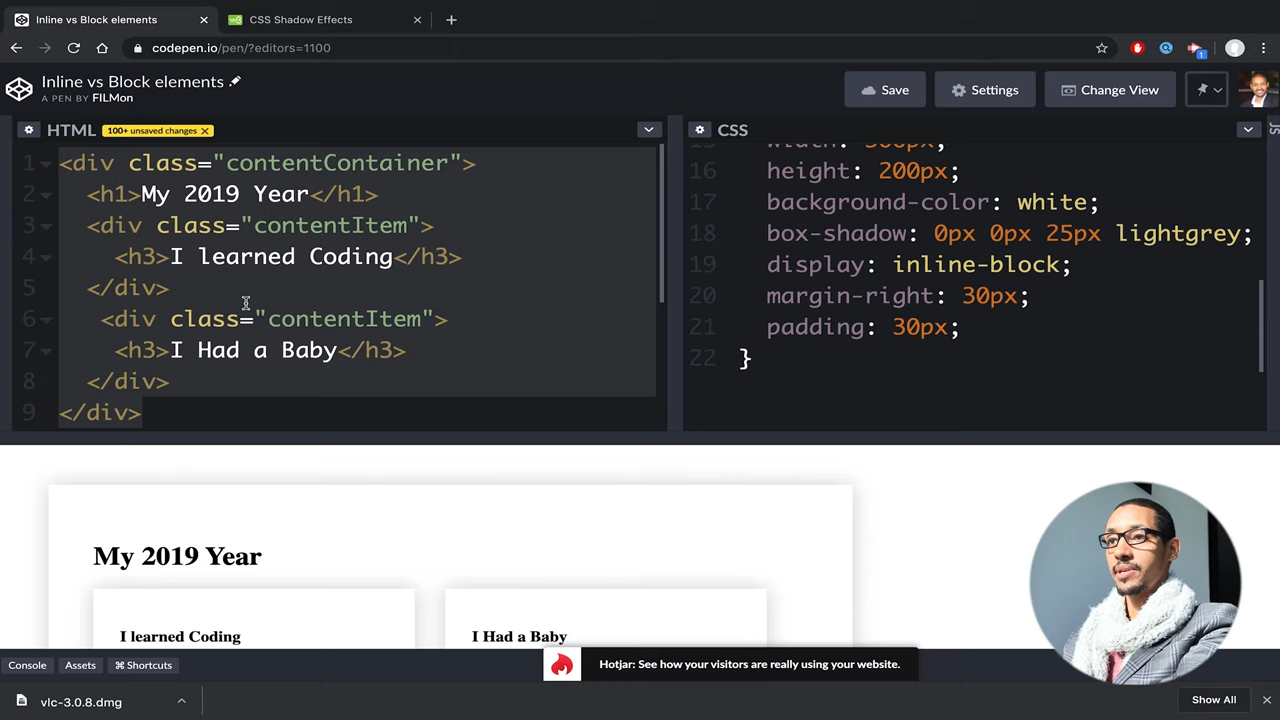 Inline vs Block elements
CSS Shadow Effects
codepen.io/pen/?editors=1100
1
Inline vs Block elements
A PEN BY FILMon
Save
Settings
Change View
HTML
100+ unsaved changes
1 <div class="contentContainer">
2 <h1>My 2019 Year</h1>
3 <div class="contentItem">
4 <h3>I learned Coding</h3>
5 </div>
6 <div class="contentItem">
7 <h3>I Had a Baby</h3>
8 </div>
9 </div>
CSS
JS
16 height: 200px;
17 background-color: white;
18 box-shadow: 0px 0px 25px lightgrey;
19 display: inline-block;
20 margin-right: 30px;
21 padding: 30px;
22 }
My 2019 Year
I learned Coding
I Had a Baby
Console
Assets
⌘ Shortcuts
Hotjar: See how your visitors are really using your website.
vlc-3.0.8.dmg
Show All